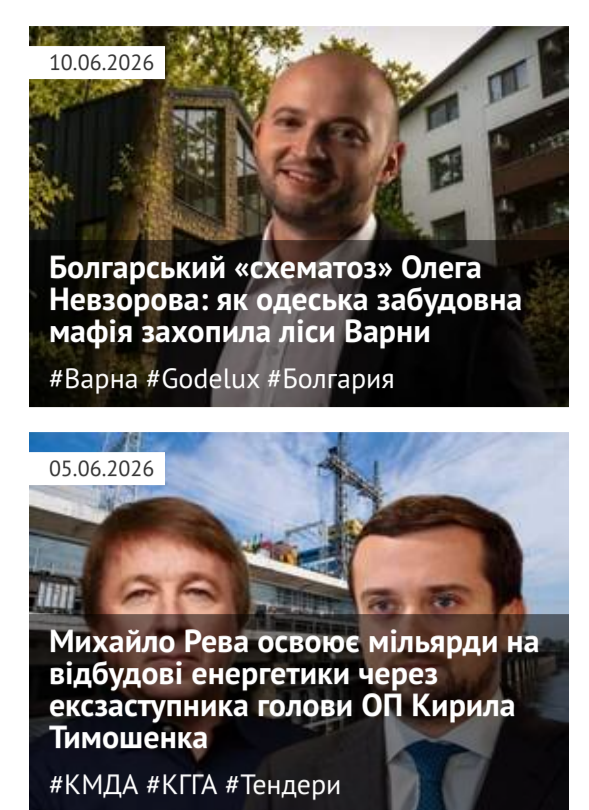 10.06.2026
Болгарський «схематоз» Олега
Невзорова: як одеська забудовна
мафія захопила ліси Варни
#Варна #Godelux #Болгария
05.06.2026
Михайло Рева освоює мільярди на
відбудові енергетики через
ексзаступника голови ОП Кирила
Тимошенка
#КМДА #КГГА #Тендери